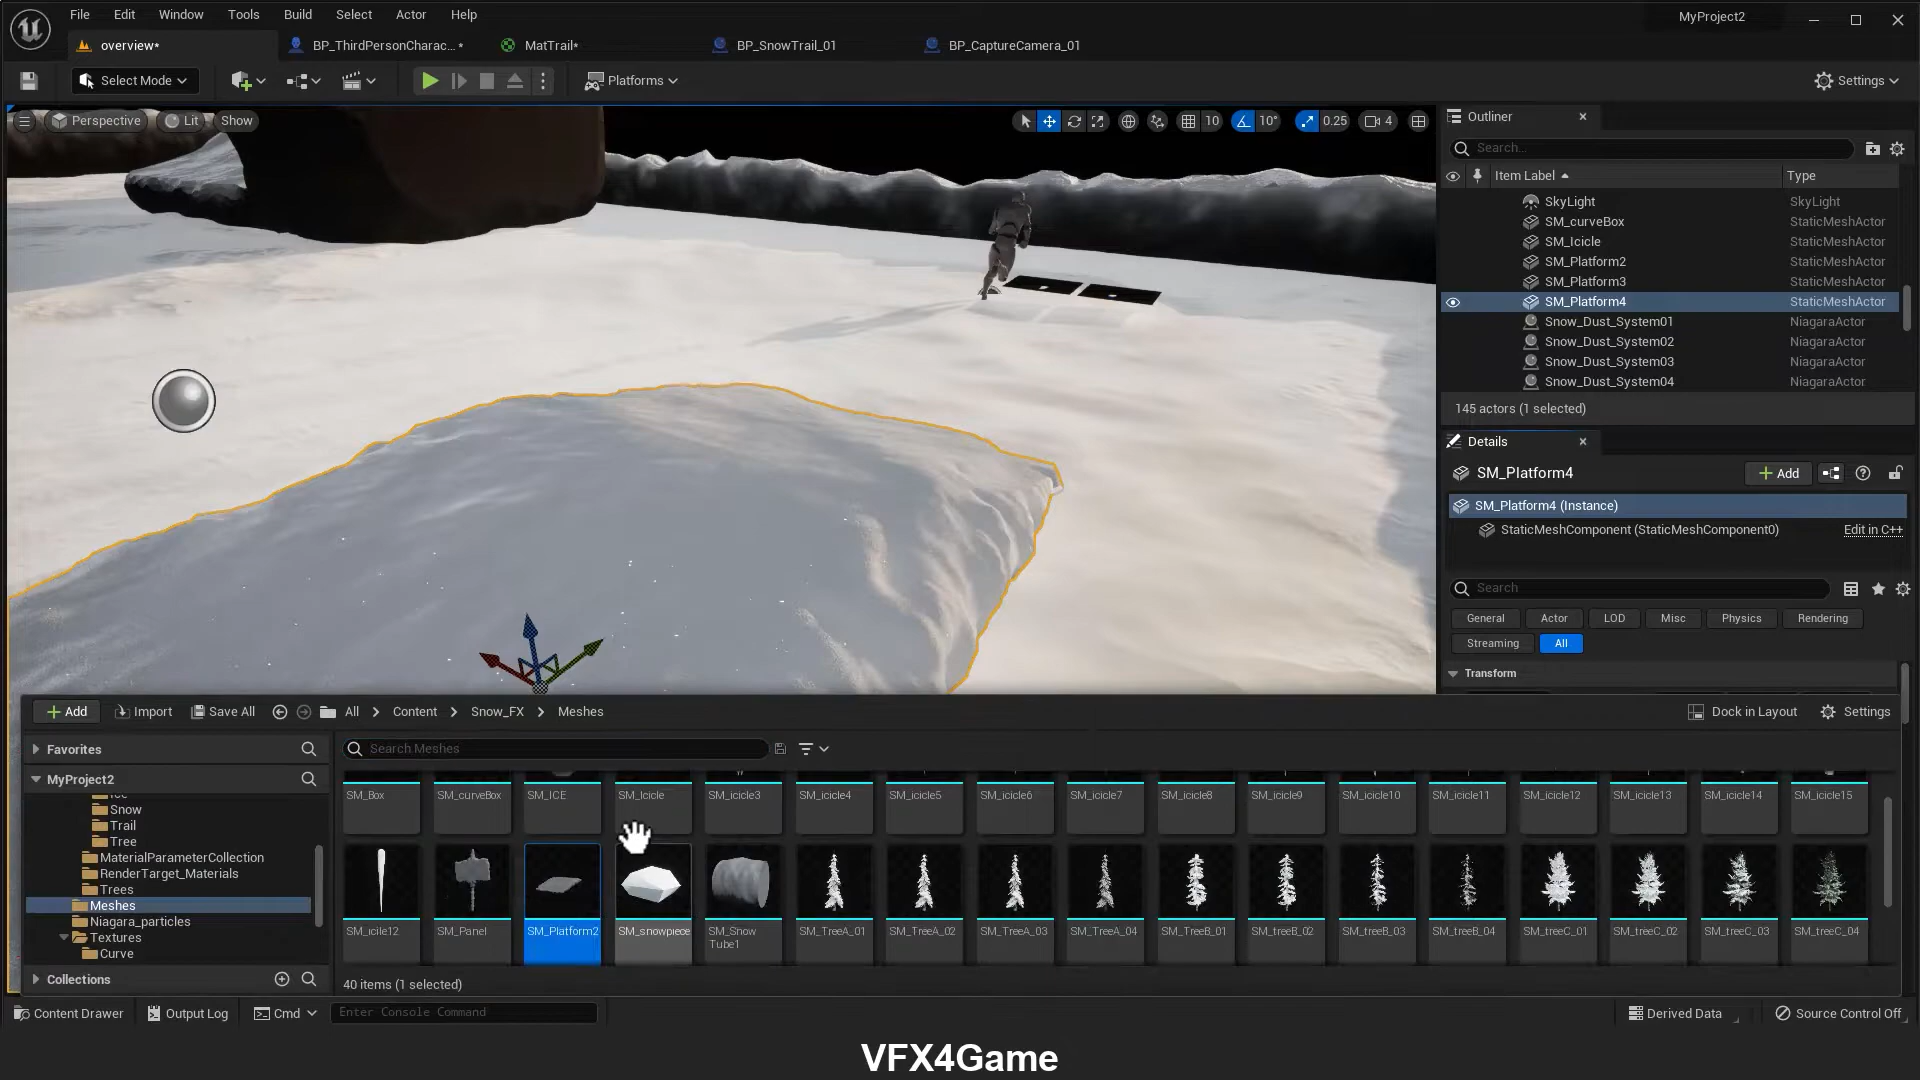 File Edit Window Tools Build Select Actor Help
MyProject2
overview*
BP_ThirdPersonCharac... *
MatTrail*
BP_SnowTrail_01
BP_CaptureCamera_01
Select Mode
Platforms
Settings
Perspective
Lit
Show
10
10°
0.25
4
Outliner
Search...
Item Label
Type
SkyLight SkyLight
SM_curveBox StaticMeshActor
SM_Icicle StaticMeshActor
SM_Platform2 StaticMeshActor
SM_Platform3 StaticMeshActor
SM_Platform4 StaticMeshActor
Snow_Dust_System01 NiagaraActor
Snow_Dust_System02 NiagaraActor
Snow_Dust_System03 NiagaraActor
Snow_Dust_System04 NiagaraActor
145 actors (1 selected)
Details
SM_Platform4
Add
SM_Platform4 (Instance)
StaticMeshComponent (StaticMeshComponent0) Edit in C++
Search
General Actor LOD Misc Physics Rendering
Streaming All
Transform
Add Import Save All All Content Snow_FX Meshes
Dock in Layout Settings
Favorites
Search Meshes
MyProject2
Snow
Trail
Tree
MaterialParameterCollection
RenderTarget_Materials
Trees
Meshes
Niagara_particles
Textures
Curve
Collections
SM_Box SM_curveBox SM_ICE SM_Icicle SM_icicle3 SM_icicle4 SM_icicle5 SM_icicle6 SM_icicle7 SM_icicle8 SM_icicle9 SM_icicle10 SM_icicle11 SM_icicle12 SM_icicle13 SM_icicle14 SM_icicle15
SM_icile12 SM_Panel SM_Platform2 SM_snowpiece SM_Snow SM_TreeA_01 SM_TreeA_02 SM_TreeA_03 SM_TreeA_04 SM_TreeB_01 SM_treeB_02 SM_treeB_03 SM_treeB_04 SM_treeC_01 SM_treeC_02 SM_treeC_03 SM_treeC_04
Tube1
40 items (1 selected)
Content Drawer Output Log Cmd Enter Console Command
Derived Data Source Control Off
VFX4Game